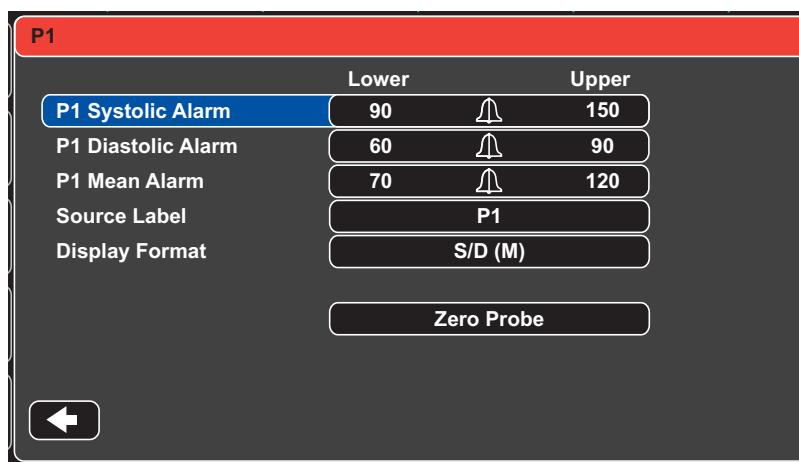 P1
Lower Upper
P1 Systolic Alarm 90 150
P1 Diastolic Alarm 60 90
P1 Mean Alarm 70 120
Source Label P1
Display Format S/D (M)
Zero Probe